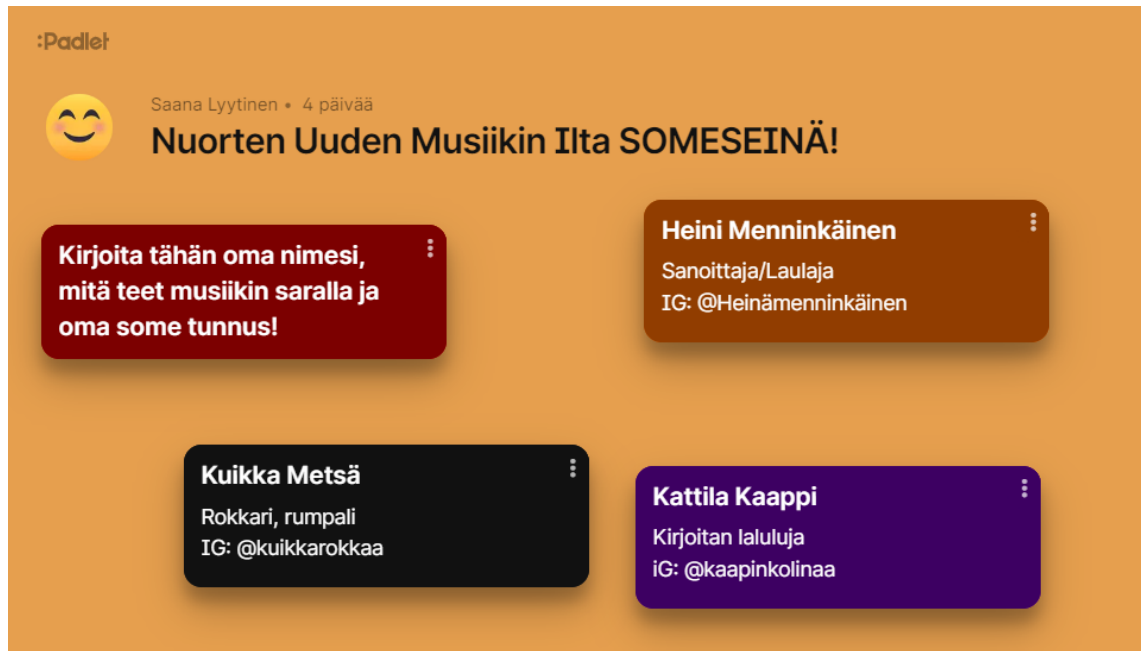 :Padlet
Saana Lyytinen • 4 päivää
Nuorten Uuden Musiikin Ilta SOMESEINÄ!
Kirjoita tähän oma nimesi,
mitä teet musiikin saralla ja
oma some tunnus!
Heini Menninkäinen
Sanoittaja/Laulaja
IG: @Heinämenninkäinen
Kuikka Metsä
Rokkari, rumpali
IG: @kuikkarokkaa
Kattila Kaappi
Kirjoitan laluluja
iG: @kaapinkolinaa